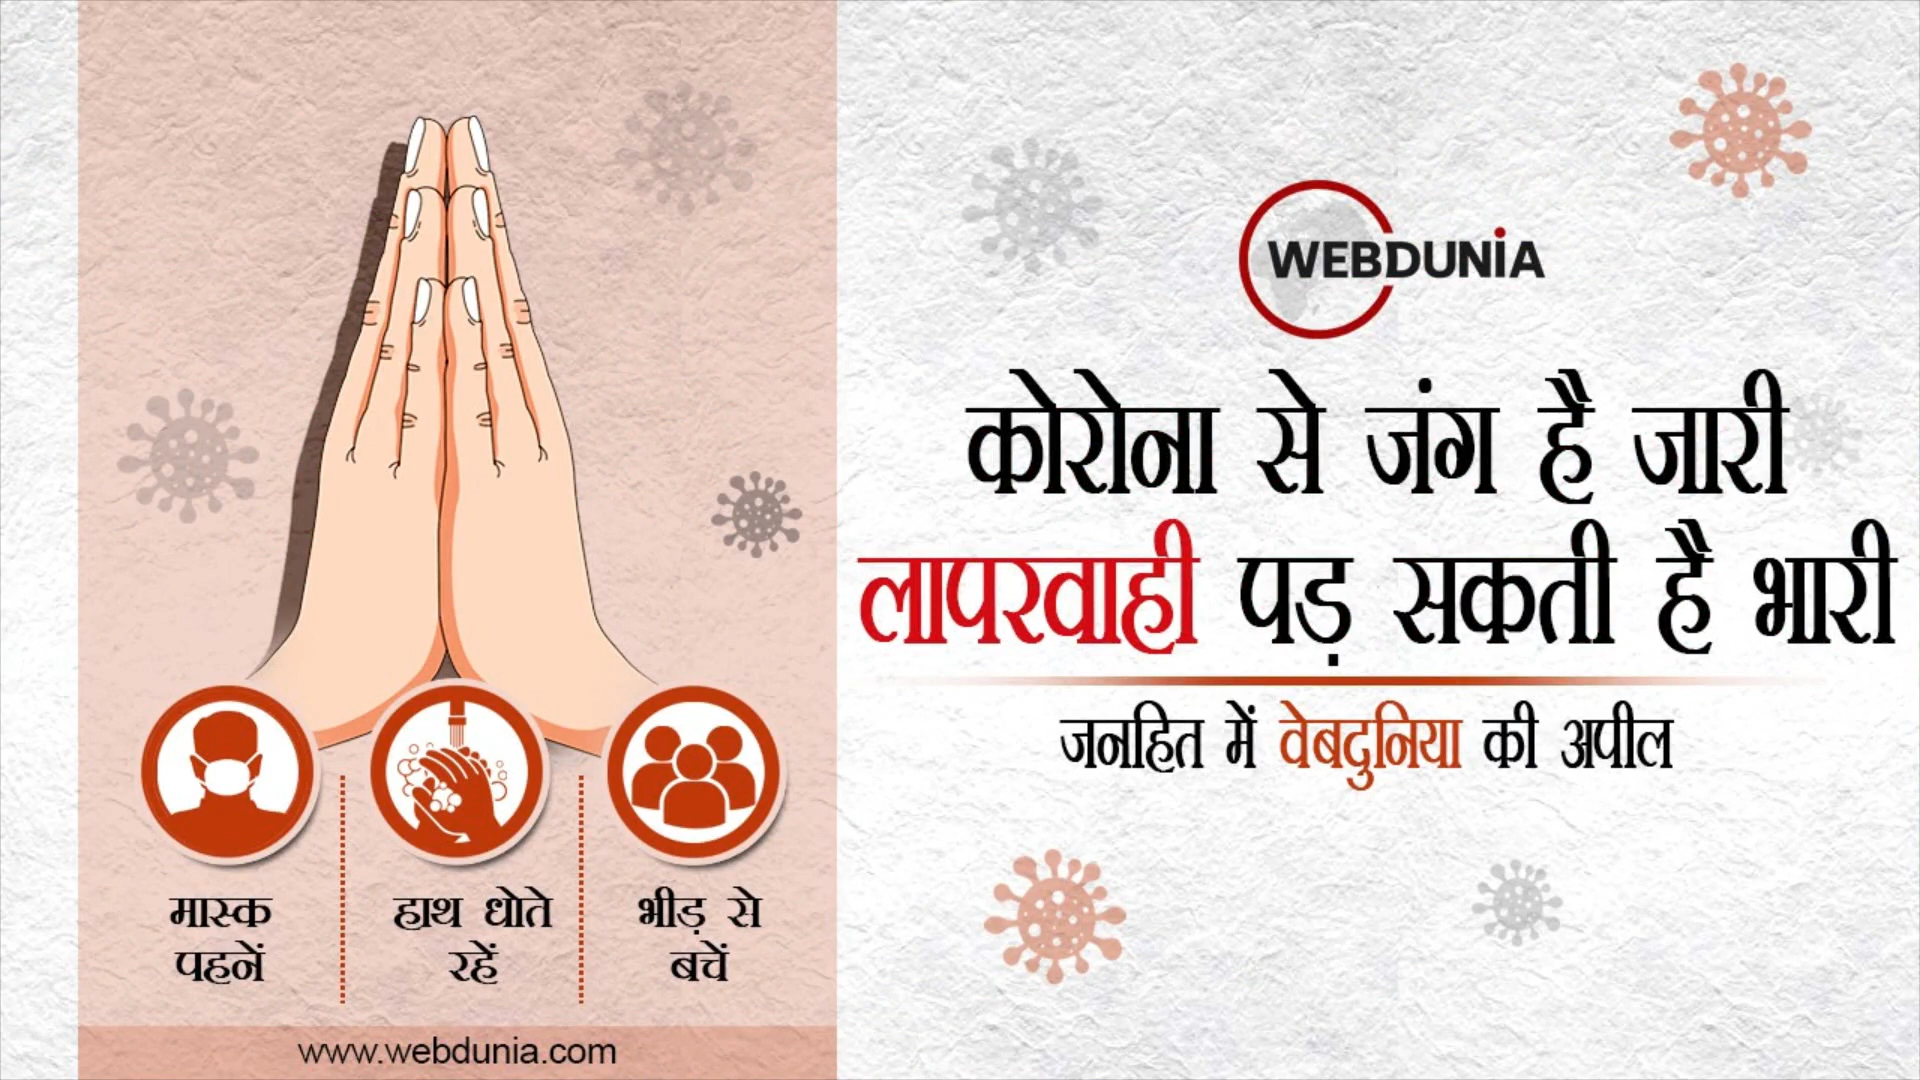 मास्क
पहनें
हाथ धोते
रहें
भीड़ से
बचें
www.webdunia.com
WEBDUNIA
कोरोना से जंग है जारी
लापरवाही पड़ सकती है भारी
जनहित में वेबदुनिया की अपील